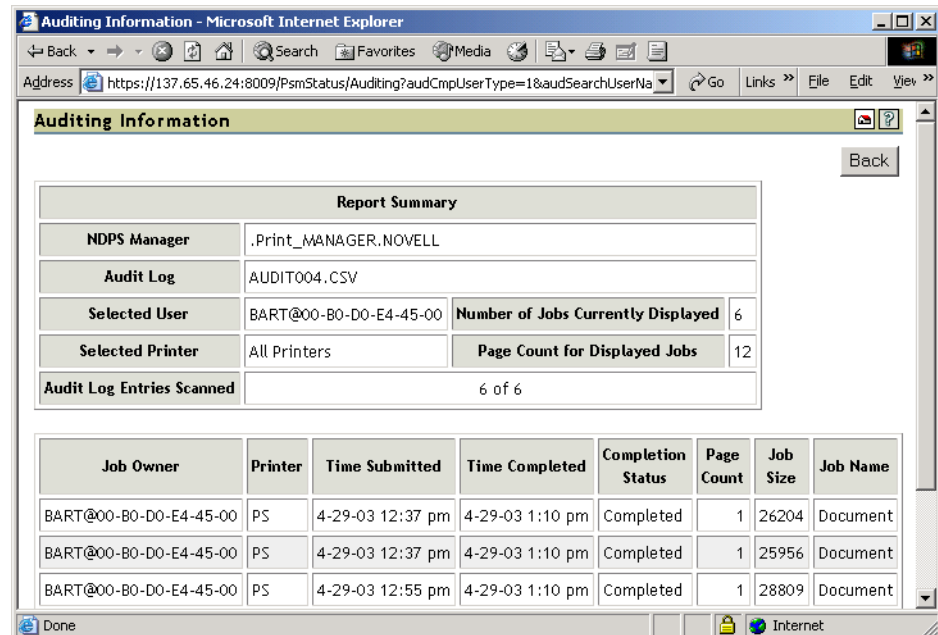 Auditing Information - Microsoft Internet Explorer
Back Search Favorites Media
Address https://137.65.46.24:8009/PsmStatus/Auditing?audCmpUserType=1&audSearchUserNa Go Links » File Edit View »
Auditing Information
Back
Report Summary
NDPS Manager .Print_MANAGER.NOVELL
Audit Log AUDIT004.CSV
Selected User BART@00-B0-D0-E4-45-00 Number of Jobs Currently Displayed 6
Selected Printer All Printers Page Count for Displayed Jobs 12
Audit Log Entries Scanned 6 of 6
Job Owner Printer Time Submitted Time Completed Completion Status Page Count Job Size Job Name
BART@00-B0-D0-E4-45-00 PS 4-29-03 12:37 pm 4-29-03 1:10 pm Completed 1 26204 Document
BART@00-B0-D0-E4-45-00 PS 4-29-03 12:37 pm 4-29-03 1:10 pm Completed 1 25956 Document
BART@00-B0-D0-E4-45-00 PS 4-29-03 12:55 pm 4-29-03 1:10 pm Completed 1 28809 Document
Done Internet